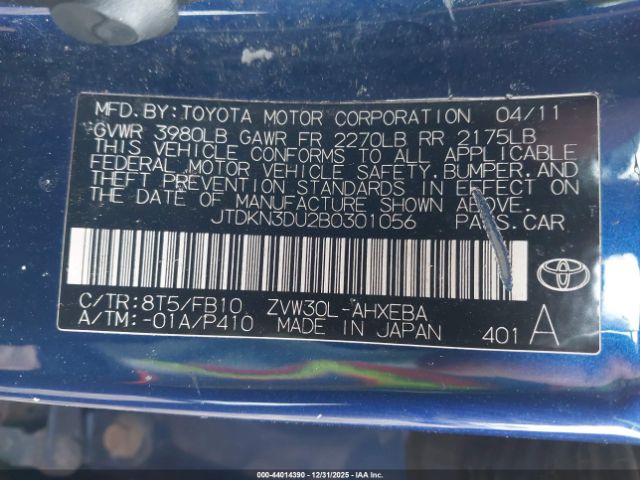 MFD.BY:TOYOTA MOTOR CORPORATION 04/11
GVWR 3980LB GAWR FR 2270LB RR 2175LB
THIS VEHICLE CONFORMS TO ALL APPLICABLE
FEDERAL MOTOR VEHICLE SAFETY,BUMPER,AND
THEFT PREVENTION STANDARDS IN EFFECT ON
THE DATE OF MANUFACTURE SHOWN ABOVE.
JTDKN3DU2B0301056 PASS.CAR
C/TR:8T5/FB10 ZVW30L-AHXEBA
A/TM:-01A/P410 MADE IN JAPAN 401 A
TOYOTA
000-44014390 - 12/31/2025 - IAAI.COM